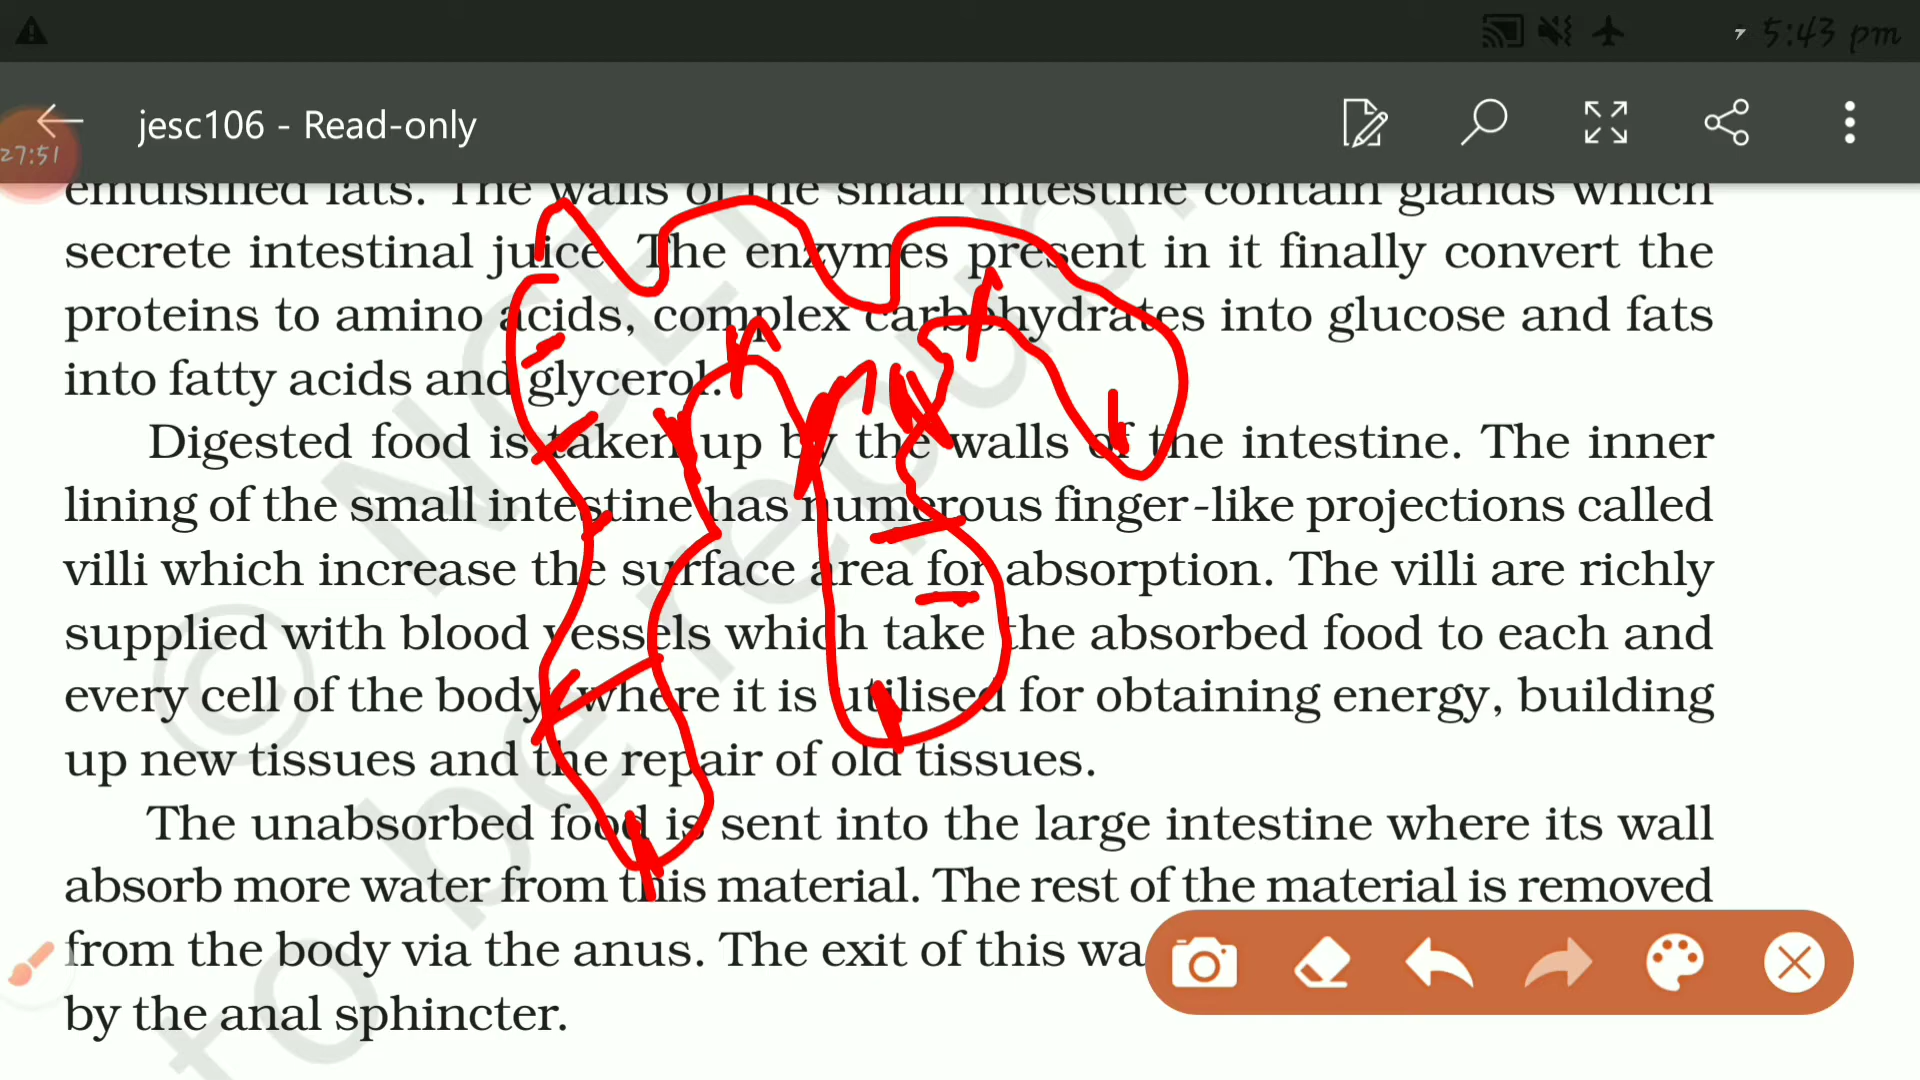 5:43 pm
jesc106 - Read-only
27:51
emulsified fats. The walls of the small intestine contain glands which
secrete intestinal juice. The enzymes present in it finally convert the
proteins to amino acids, complex carbohydrates into glucose and fats
into fatty acids and glycerol.
Digested food is taken up by the walls of the intestine. The inner
lining of the small intestine has numerous finger-like projections called
villi which increase the surface area for absorption. The villi are richly
supplied with blood vessels which take the absorbed food to each and
every cell of the body, where it is utilised for obtaining energy, building
up new tissues and the repair of old tissues.
The unabsorbed food is sent into the large intestine where its wall
absorb more water from this material. The rest of the material is removed
from the body via the anus. The exit of this wa
by the anal sphincter.